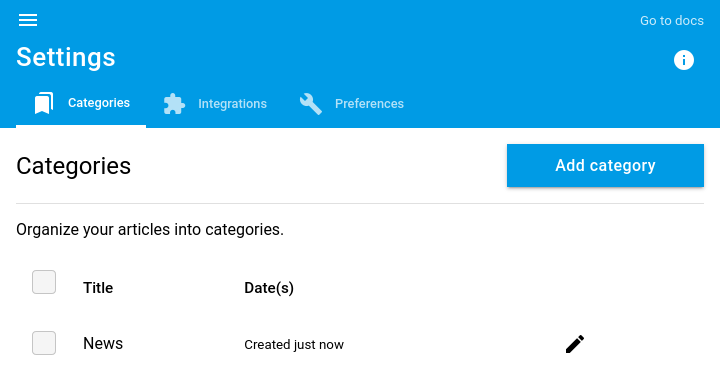 Go to docs
Settings
Categories Integrations Preferences
Categories Add category
Organize your articles into categories.
Title Date(s)
News Created just now